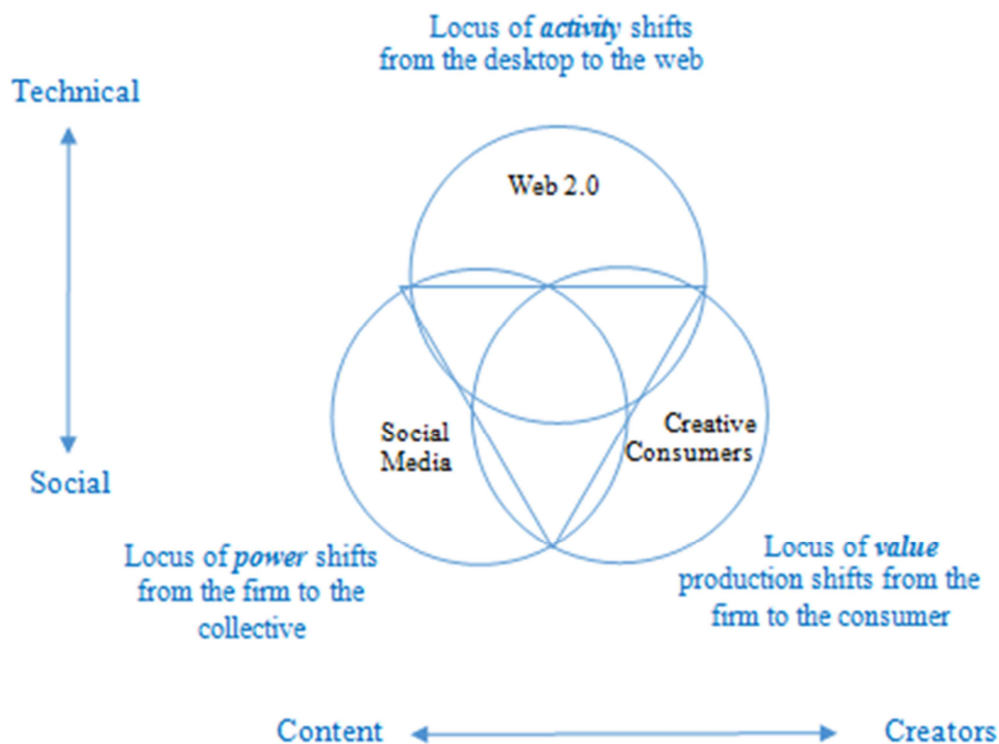 Locus of activity shifts
from the desktop to the web
Technical
Web 2.0
Social
Media
Creative
Consumers
Social
Locus of power shifts
from the firm to the
collective
Locus of value
production shifts from the
firm to the consumer
Content
Creators